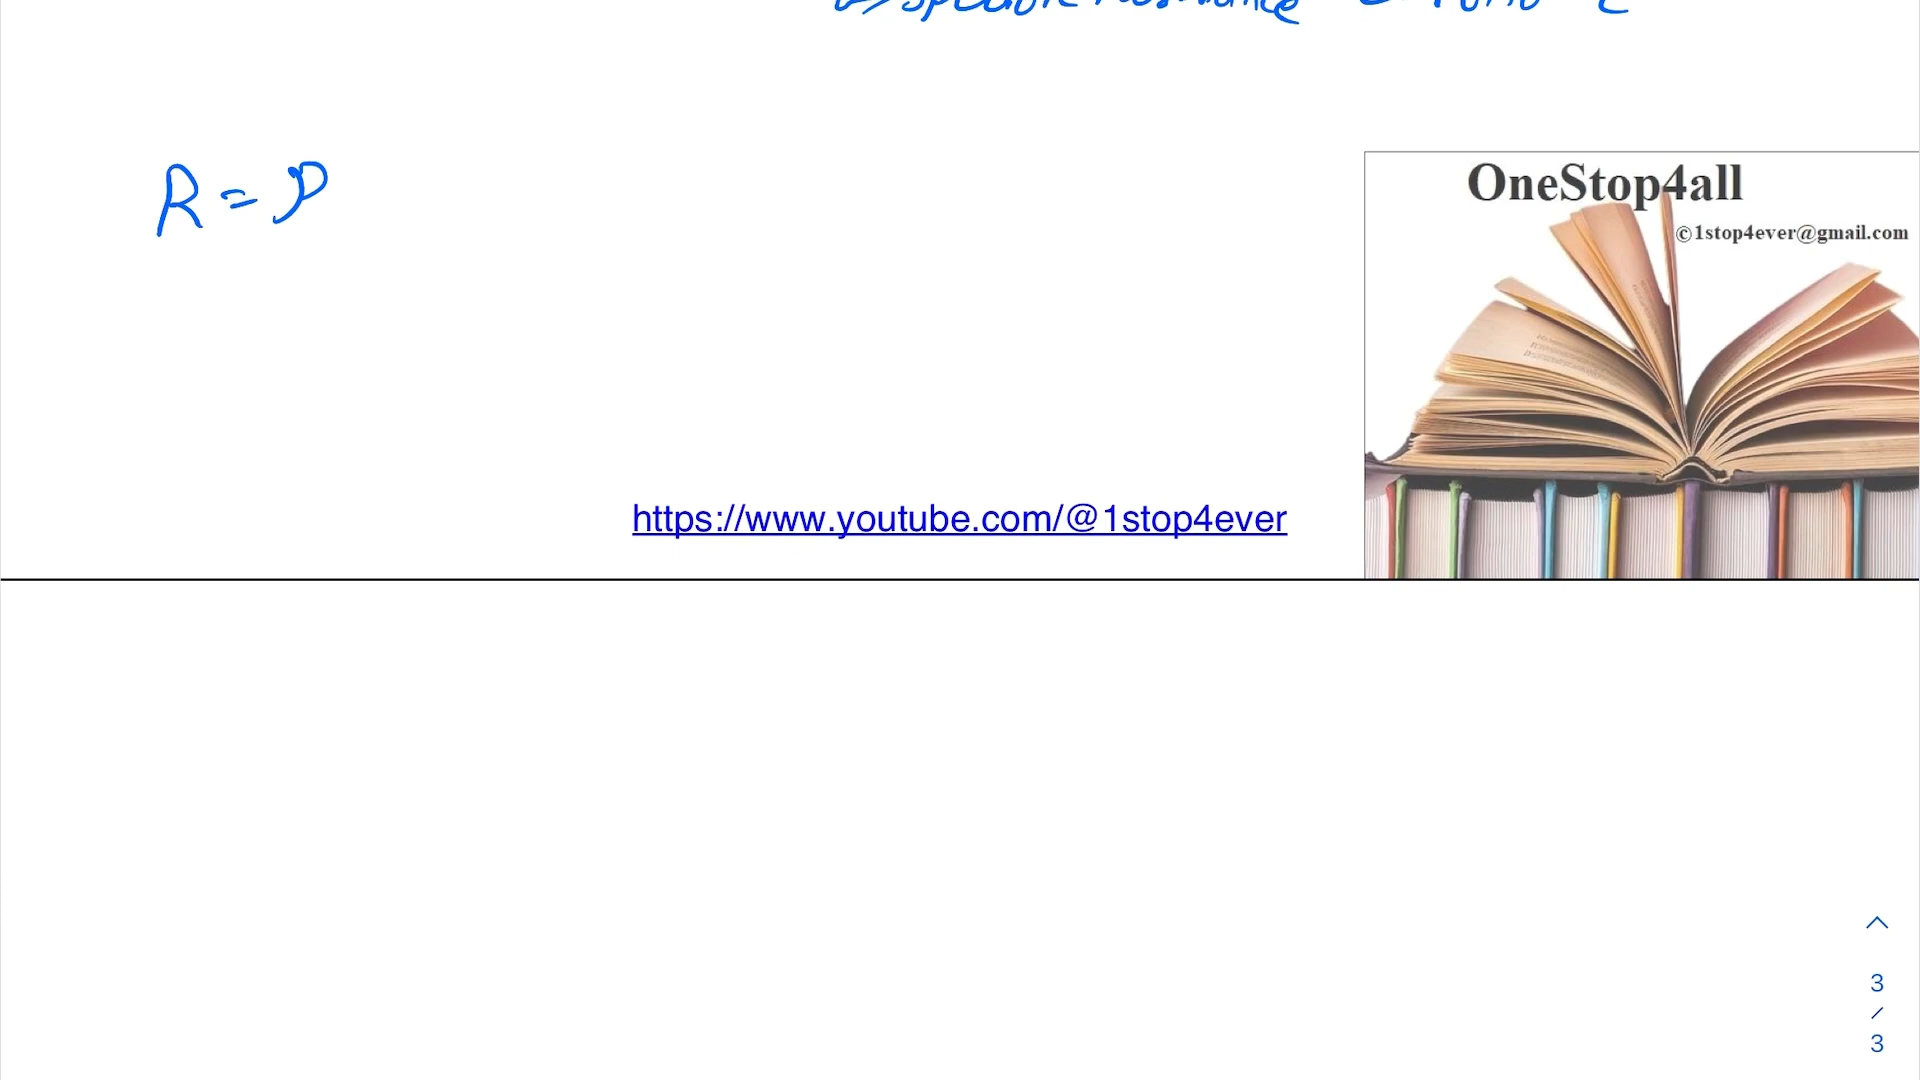 R = ρ
OneStop4all
©1stop4ever@gmail.com
https://www.youtube.com/@1stop4ever
3
/
3